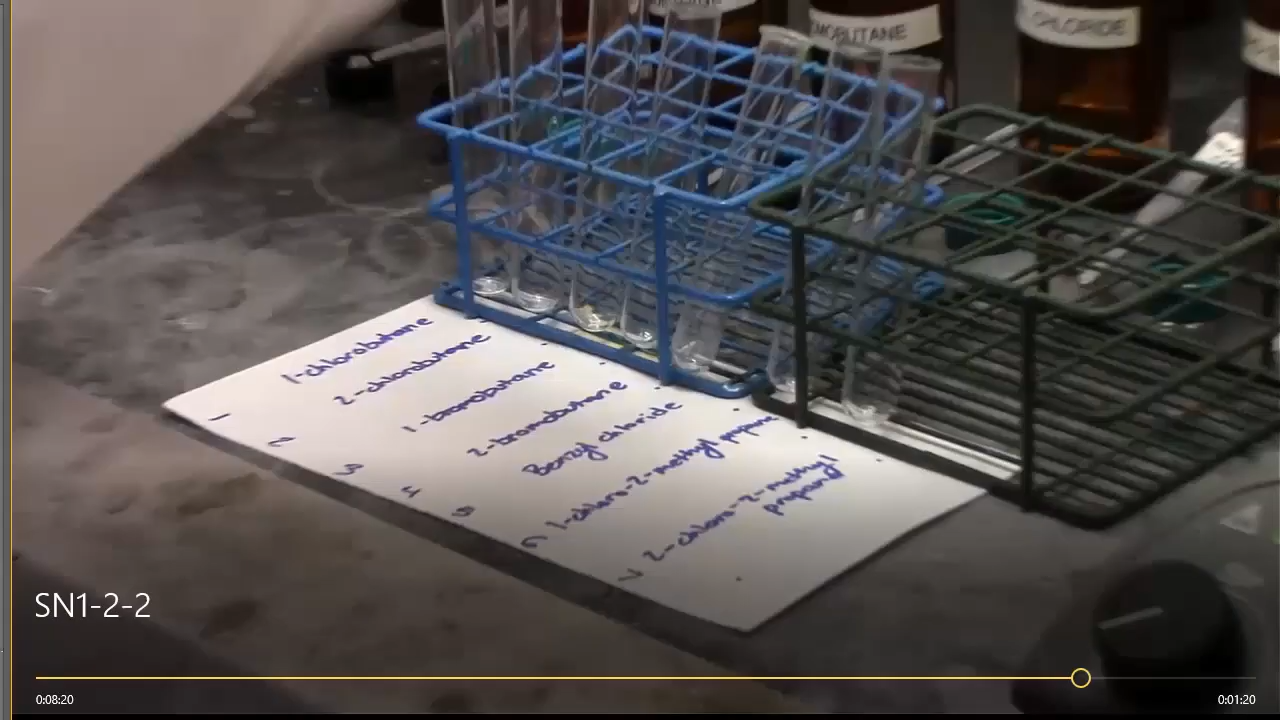 MOBUTANE
CHLORIDE
1 1-chlorobutane
2 2-chlorobutane
3 1-bromobutane
4 2-bromobutane
5 Benzyl chloride
6 1-chloro-2-methyl propane
7 2-chloro-2-methyl
propane
SN1-2-2
0:08:20
0:01:20